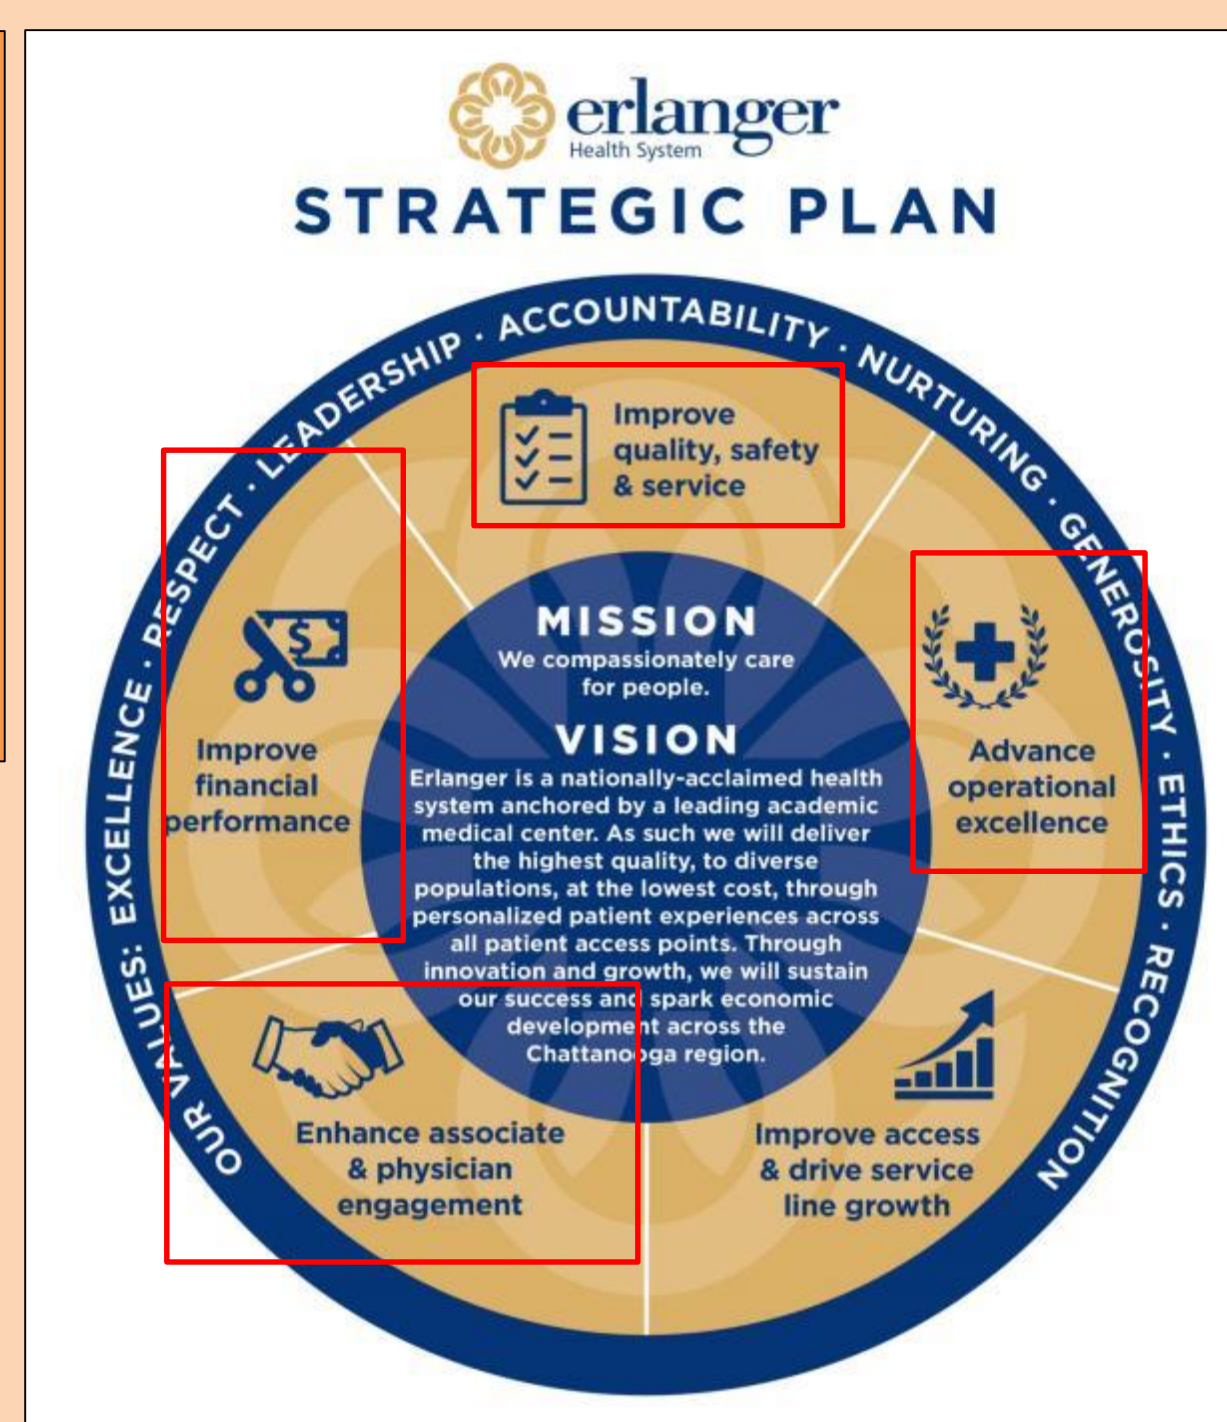 erlanger
Health System
STRATEGIC PLAN
OUR VALUES: EXCELLENCE · RESPECT · LEADERSHIP · ACCOUNTABILITY · NURTURING · GENEROSITY · ETHICS · RECOGNITION
Improve
quality, safety
& service
Improve
financial
performance
MISSION
We compassionately care
for people.
VISION
Erlanger is a nationally-acclaimed health
system anchored by a leading academic
medical center. As such we will deliver
the highest quality, to diverse
populations, at the lowest cost, through
personalized patient experiences across
all patient access points. Through
innovation and growth, we will sustain
our success and spark economic
development across the
Chattanooga region.
Advance
operational
excellence
Enhance associate
& physician
engagement
Improve access
& drive service
line growth